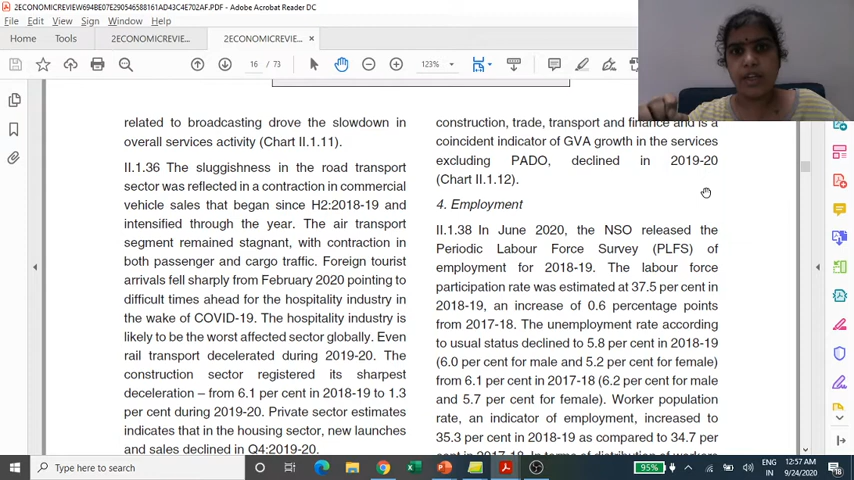 2ECONOMICREVIEW694BE07E290546588161AD43C4E702AF.PDF - Adobe Acrobat Reader DC
File Edit View Sign Window Help
Home Tools 2ECONOMICREVIE... 2ECONOMICREVIE... ×
16 / 73 123%
related to broadcasting drove the slowdown in
overall services activity (Chart II.1.11).
II.1.36 The sluggishness in the road transport
sector was reflected in a contraction in commercial
vehicle sales that began since H2:2018-19 and
intensified through the year. The air transport
segment remained stagnant, with contraction in
both passenger and cargo traffic. Foreign tourist
arrivals fell sharply from February 2020 pointing to
difficult times ahead for the hospitality industry in
the wake of COVID-19. The hospitality industry is
likely to be the worst affected sector globally. Even
rail transport decelerated during 2019-20. The
construction sector registered its sharpest
deceleration – from 6.1 per cent in 2018-19 to 1.3
per cent during 2019-20. Private sector estimates
indicates that in the housing sector, new launches
and sales declined in Q4:2019-20.
construction, trade, transport and finance and is a
coincident indicator of GVA growth in the services
excluding PADO, declined in 2019-20
(Chart II.1.12).
4. Employment
II.1.38 In June 2020, the NSO released the
Periodic Labour Force Survey (PLFS) of
employment for 2018-19. The labour force
participation rate was estimated at 37.5 per cent in
2018-19, an increase of 0.6 percentage points
from 2017-18. The unemployment rate according
to usual status declined to 5.8 per cent in 2018-19
(6.0 per cent for male and 5.2 per cent for female)
from 6.1 per cent in 2017-18 (6.2 per cent for male
and 5.7 per cent for female). Worker population
rate, an indicator of employment, increased to
35.3 per cent in 2018-19 as compared to 34.7 per
cent in 2017-18. In terms of distribution of workers
Type here to search
95%
ENG
IN
12:57 AM
9/24/2020
18